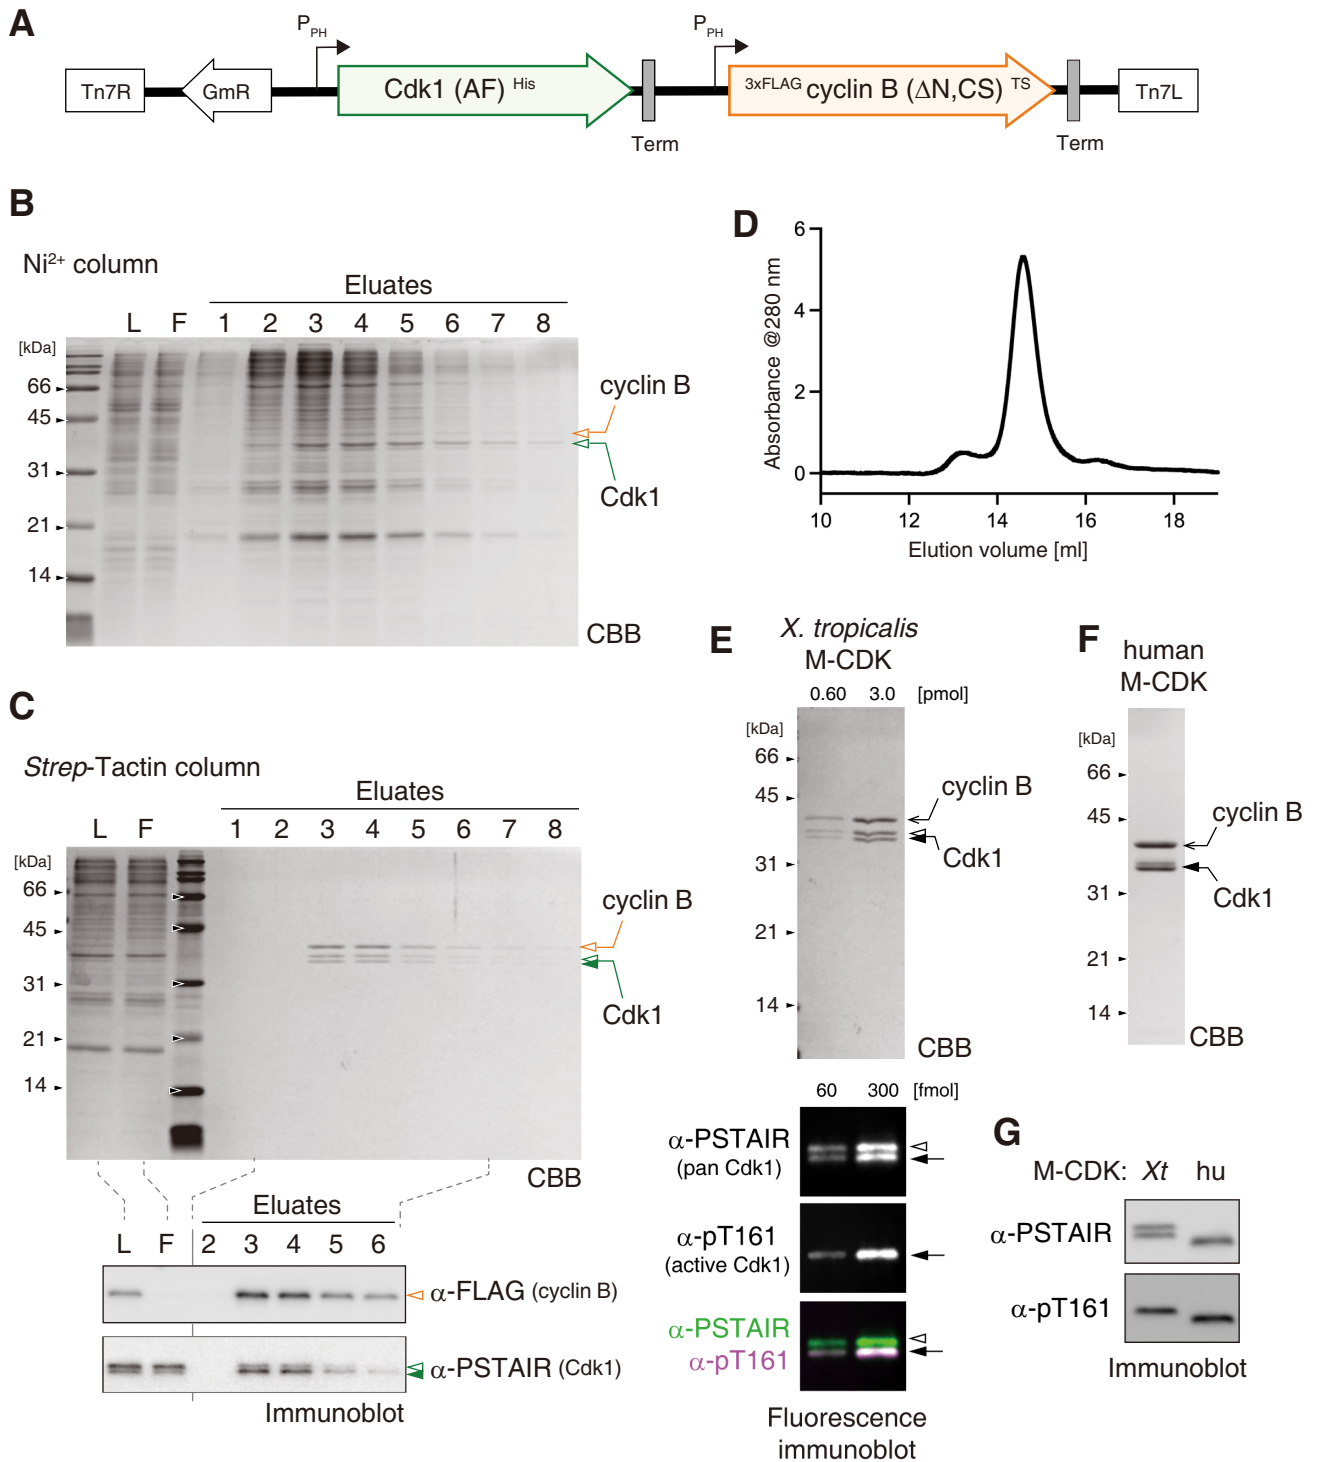 A
P PH
P PH
Tn7R
GmR
Cdk1 (AF) His
3xFLAG cyclin B (ΔN,CS) TS
Tn7L
Term
Term
B
Ni2+ column
Eluates
L F 1 2 3 4 5 6 7 8
[kDa]
66
45
31
21
14
cyclin B
Cdk1
CBB
C
Strep-Tactin column
Eluates
L F 1 2 3 4 5 6 7 8
[kDa]
66
45
31
21
14
cyclin B
Cdk1
CBB
Eluates
L F 2 3 4 5 6
α-FLAG (cyclin B)
α-PSTAIR (Cdk1)
Immunoblot
D
Absorbance @280 nm
6
4
2
0
10 12 14 16 18
Elution volume [ml]
E
X. tropicalis
M-CDK
0.60 3.0 [pmol]
[kDa]
66
45
31
21
14
cyclin B
Cdk1
CBB
60 300 [fmol]
α-PSTAIR
(pan Cdk1)
α-pT161
(active Cdk1)
α-PSTAIR
α-pT161
Fluorescence
immunoblot
F
human
M-CDK
[kDa]
66
45
31
21
14
cyclin B
Cdk1
CBB
G
M-CDK: Xt hu
α-PSTAIR
α-pT161
Immunoblot